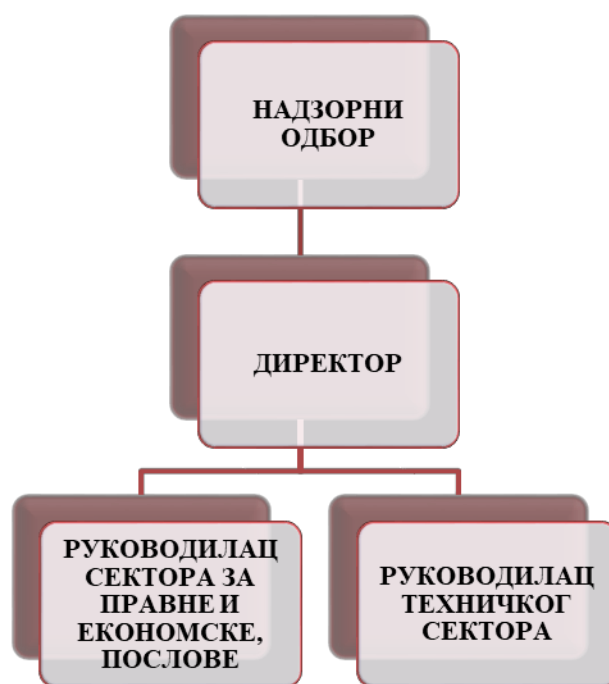 НАДЗОРНИ
ОДБОР
ДИРЕКТОР
РУКОВОДИЛАЦ
СЕКТОРА ЗА
ПРАВНЕ И
ЕКОНОМСКЕ,
ПОСЛОВЕ
РУКОВОДИЛАЦ
ТЕХНИЧКОГ
СЕКТОРА